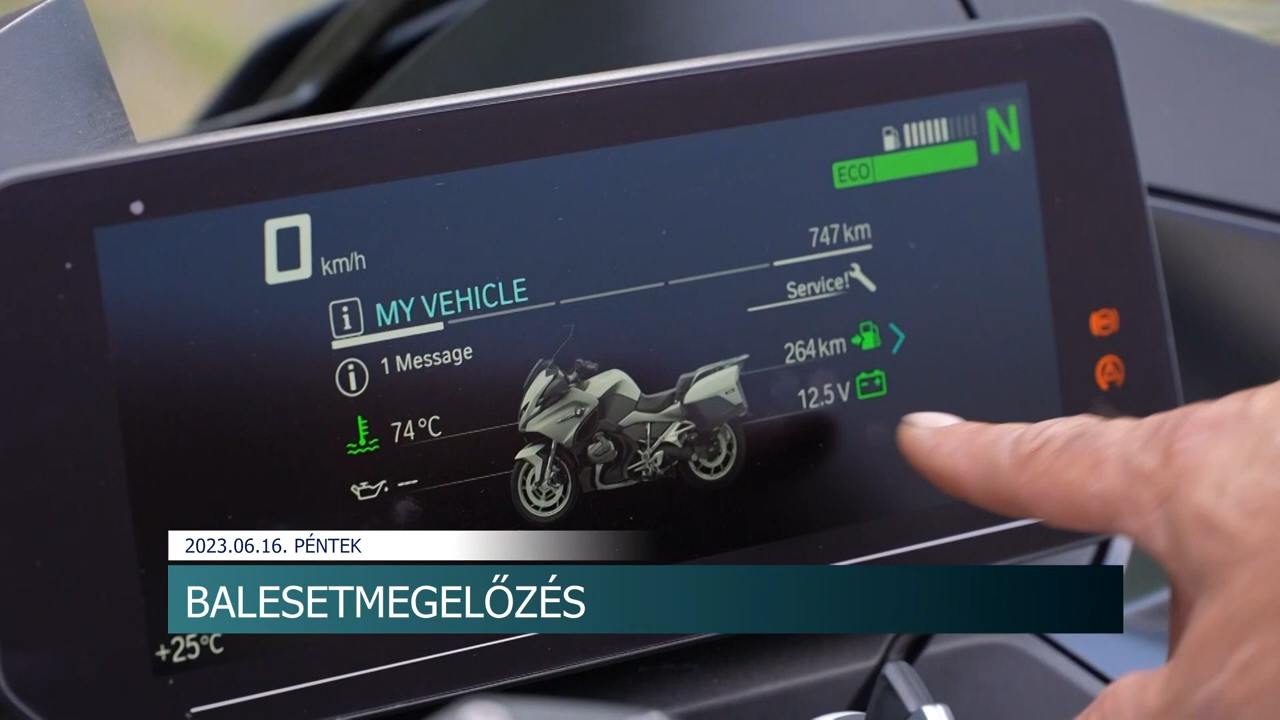 N
ECO
0 km/h
747 km
i MY VEHICLE
Service!
i 1 Message
264 km
12.5 V
74°C
--
2023.06.16. PÉNTEK
BALESETMEGELŐZÉS
+25°C